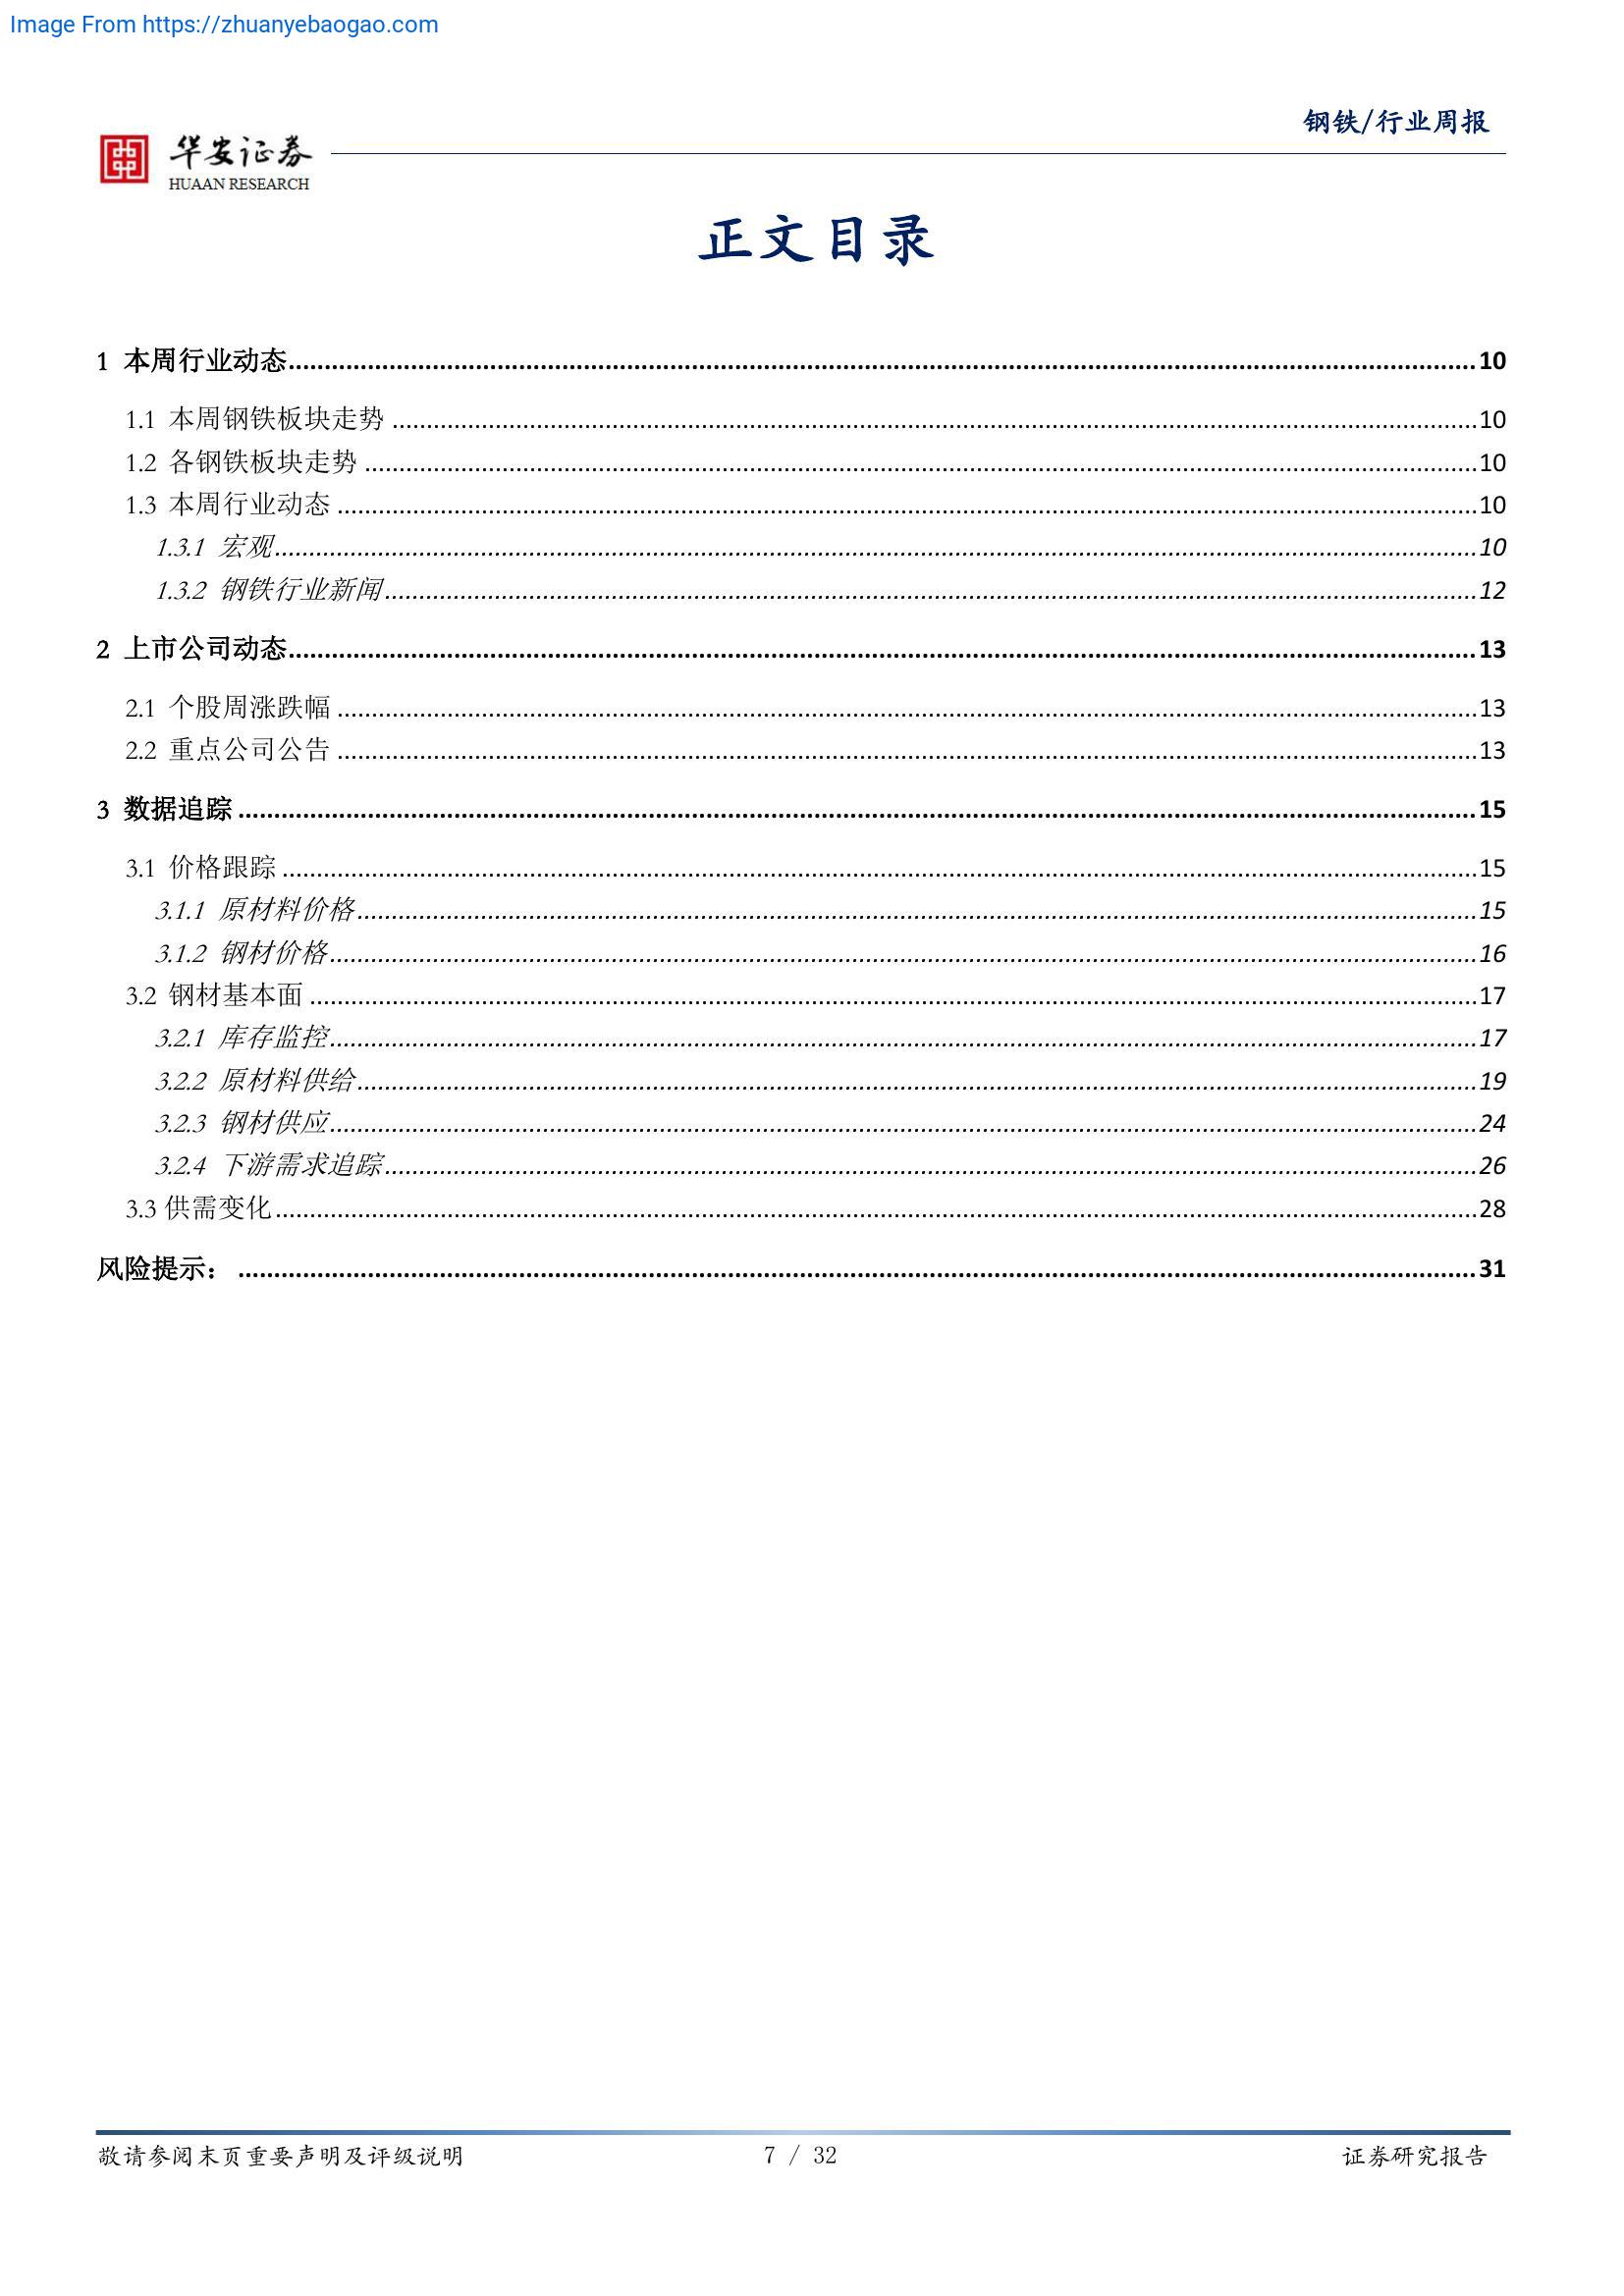 Image From https://zhuanyebaogao.com
钢铁/行业周报
华安证券
HUAAN RESEARCH
正文目录
1 本周行业动态........................................10
1.1 本周钢铁板块走势........................................10
1.2 各钢铁板块走势........................................10
1.3 本周行业动态........................................10
1.3.1 宏观........................................10
1.3.2 钢铁行业新闻........................................12
2 上市公司动态........................................13
2.1 个股周涨跌幅........................................13
2.2 重点公司公告........................................13
3 数据追踪........................................15
3.1 价格跟踪........................................15
3.1.1 原材料价格........................................15
3.1.2 钢材价格........................................16
3.2 钢材基本面........................................17
3.2.1 库存监控........................................17
3.2.2 原材料供给........................................19
3.2.3 钢材供应........................................24
3.2.4 下游需求追踪........................................26
3.3供需变化........................................28
风险提示：........................................31
敬请参阅末页重要声明及评级说明 7 / 32 证券研究报告